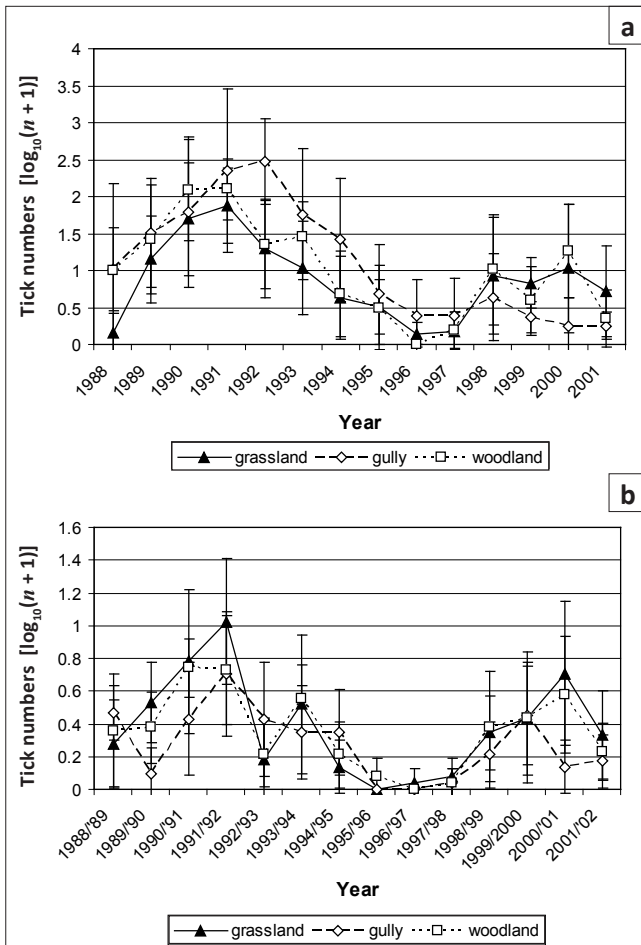 a
Tick numbers [log10(n + 1)]
4
3.5
3
2.5
2
1.5
1
0.5
0
1988 1989 1990 1991 1992 1993 1994 1995 1996 1997 1998 1999 2000 2001
Year
grassland gully woodland
b
Tick numbers [log10(n + 1)]
1.6
1.4
1.2
1
0.8
0.6
0.4
0.2
0
1988/'89 1989/'90 1990/'91 1991/'92 1992/'93 1993/'94 1994/'95 1995/'96 1996/'97 1997/'98 1998/'99 1999/2000 2000/'01 2001/'02
Year
grassland gully woodland